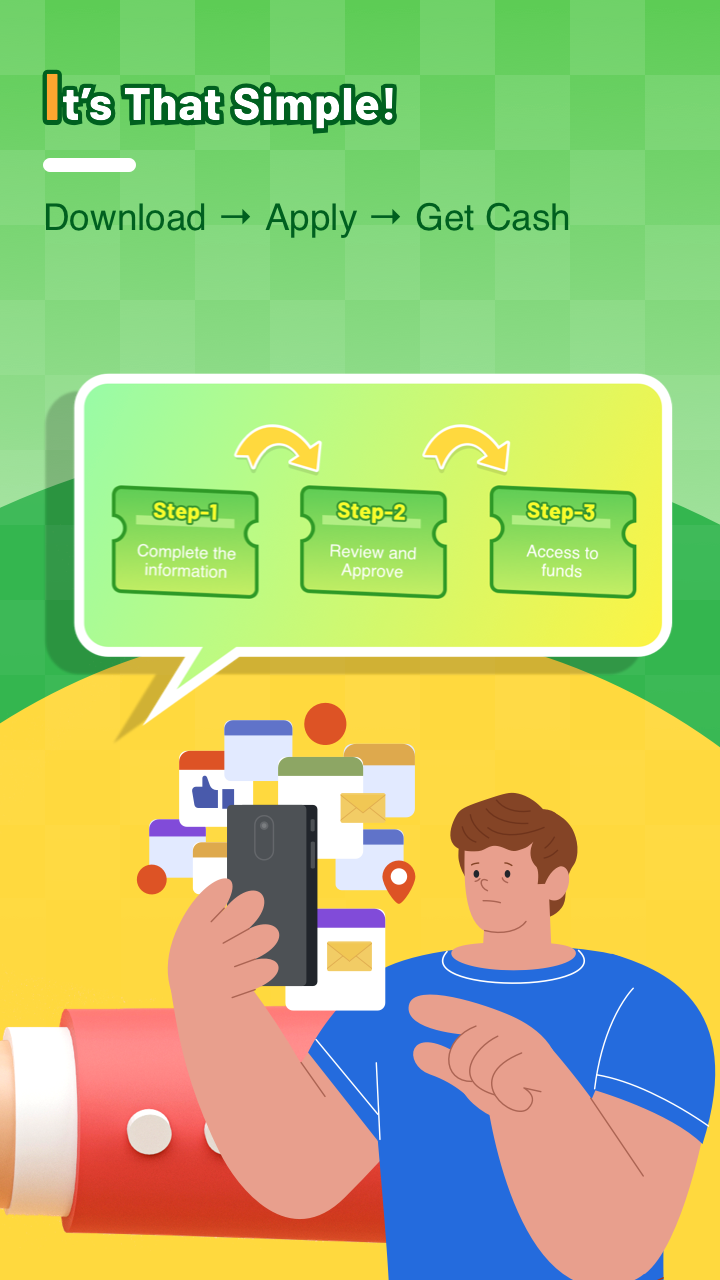 It’s That Simple!
Download → Apply → Get Cash
Step-1
Complete the
information
Step-2
Review and
Approve
Step-3
Access to
funds